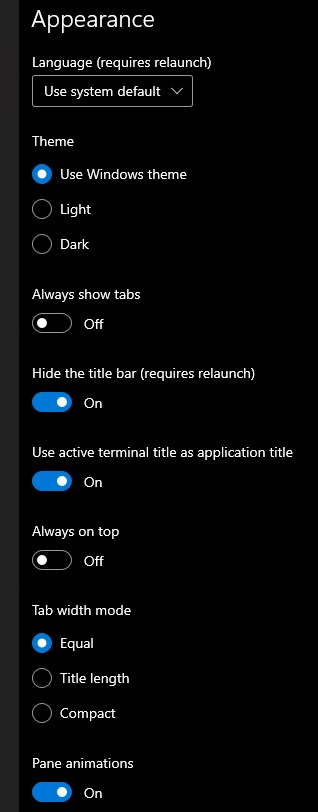 Appearance
Language (requires relaunch)
Use system default
Theme
Use Windows theme
Light
Dark
Always show tabs
Off
Hide the title bar (requires relaunch)
On
Use active terminal title as application title
On
Always on top
Off
Tab width mode
Equal
Title length
Compact
Pane animations
On